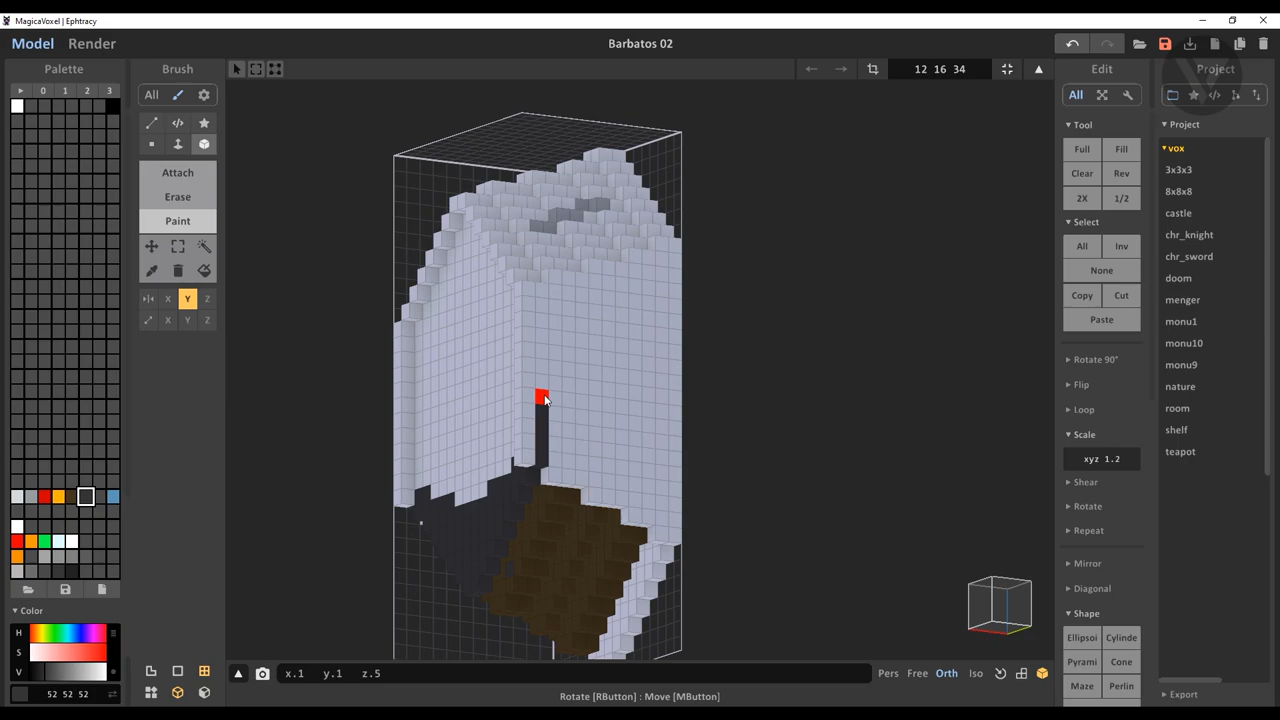 MagicaVoxel | Ephtracy
Model Render
Barbatos 02
Palette
0 1 2 3
Color
H
S
V
52 52 52
Brush
All
Attach
Erase
Paint
X Y Z
X Y Z
12 16 34
x.1 y.1 z.5
Pers Free Orth Iso
Rotate [RButton] : Move [MButton]
Edit
All
Tool
Full Fill
Clear Rev
2X 1/2
Select
All Inv
None
Copy Cut
Paste
Rotate 90°
Flip
Loop
Scale
xyz 1.2
Shear
Rotate
Repeat
Mirror
Diagonal
Shape
Ellipsoi Cylinde
Pyrami Cone
Maze Perlin
Project
Project
vox
3x3x3
8x8x8
castle
chr_knight
chr_sword
doom
menger
monu1
monu10
monu9
nature
room
shelf
teapot
Export